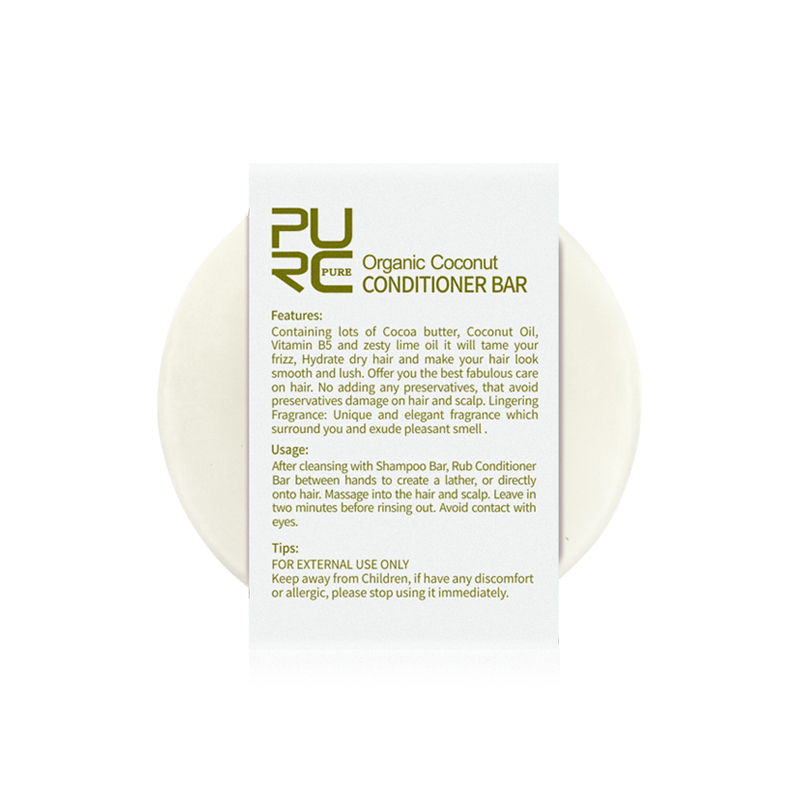 PU
RC PURE
Organic Coconut
CONDITIONER BAR
Features:
Containing lots of Cocoa butter, Coconut Oil,
Vitamin B5 and zesty lime oil it will tame your
frizz, Hydrate dry hair and make your hair look
smooth and lush. Offer you the best fabulous care
on hair. No adding any preservatives, that avoid
preservatives damage on hair and scalp. Lingering
Fragrance: Unique and elegant fragrance which
surround you and exude pleasant smell .
Usage:
After cleansing with Shampoo Bar, Rub Conditioner
Bar between hands to create a lather, or directly
onto hair. Massage into the hair and scalp. Leave in
two minutes before rinsing out. Avoid contact with
eyes.
Tips:
FOR EXTERNAL USE ONLY
Keep away from Children, if have any discomfort
or allergic, please stop using it immediately.